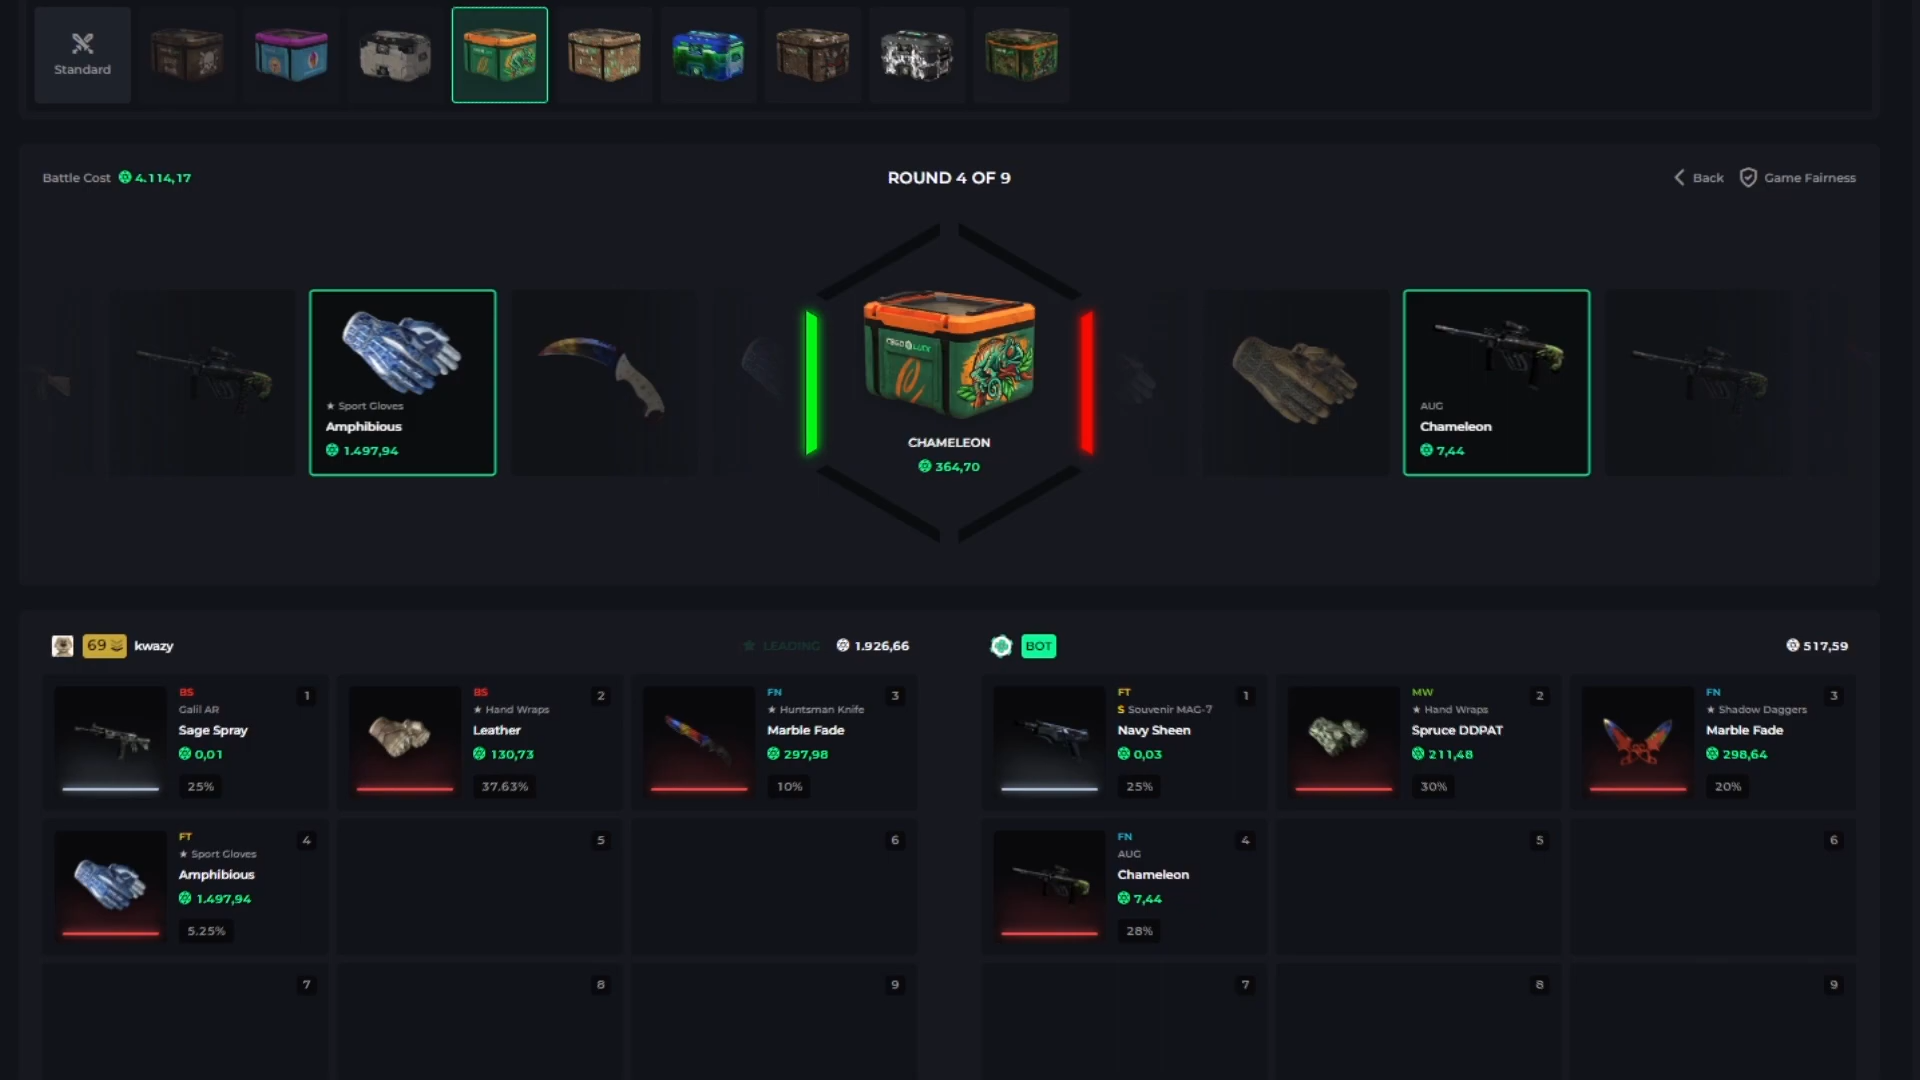 Standard
Battle Cost 4.114,17
ROUND 4 OF 9
Back
Game Fairness
★ Sport Gloves
Amphibious
1.497,94
CSGO LUCK
CHAMELEON
364,70
AUG
Chameleon
7,44
69 kwazy
LEADING 1.926,66
BS
Galil AR
Sage Spray
0,01
25%
1
BS
★ Hand Wraps
Leather
130,73
37.63%
2
FN
★ Huntsman Knife
Marble Fade
297,98
10%
3
FT
★ Sport Gloves
Amphibious
1.497,94
5.25%
4
5
6
7
8
9
BOT
517,59
FT
S Souvenir MAG-7
Navy Sheen
0,03
25%
1
MW
★ Hand Wraps
Spruce DDPAT
211,48
30%
2
FN
★ Shadow Daggers
Marble Fade
298,64
20%
3
FN
AUG
Chameleon
7,44
28%
4
5
6
7
8
9